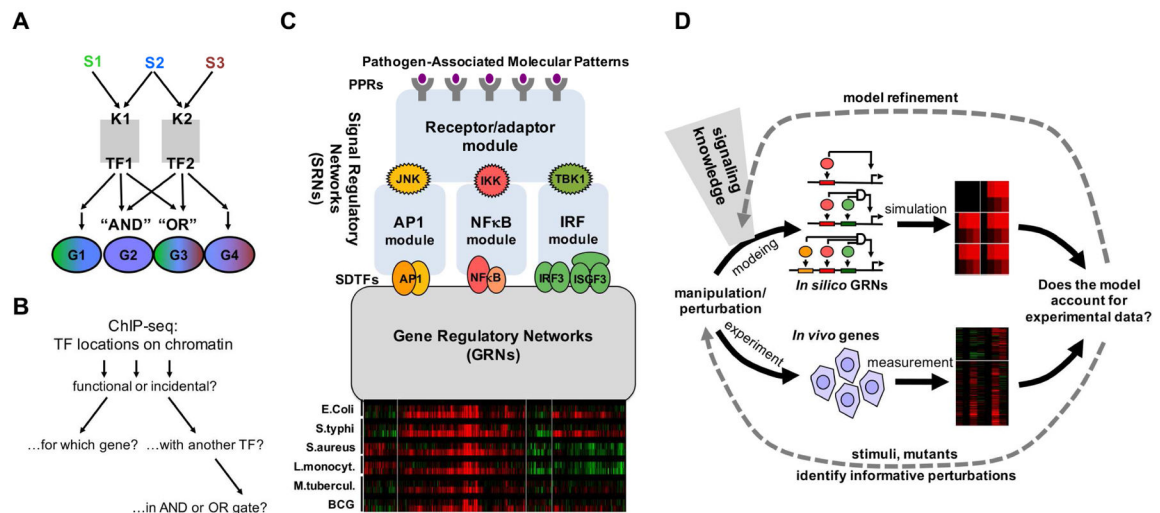 A
S1 S2 S3
K1 K2
TF1 TF2
“AND” “OR”
G1 G2 G3 G4
B
ChIP-seq:
TF locations on chromatin
functional or incidental?
...for which gene? ...with another TF?
...in AND or OR gate?
C
Pathogen-Associated Molecular Patterns
PPRs
Signal Regulatory
Networks
(SRNs)
Receptor/adaptor
module
JNK IKK TBK1
AP1 NFκB IRF
module module module
SDTFs
AP1 NFκB IRF3 ISGF3
Gene Regulatory Networks
(GRNs)
E.Coli
S.typhi
S.aureus
L.monocyt.
M.tubercul.
BCG
D
model refinement
signaling
knowledge
simulation
modeing
In silico GRNs
manipulation/
perturbation
Does the model
account for
experimental data?
experiment
In vivo genes
measurement
stimuli, mutants
identify informative perturbations